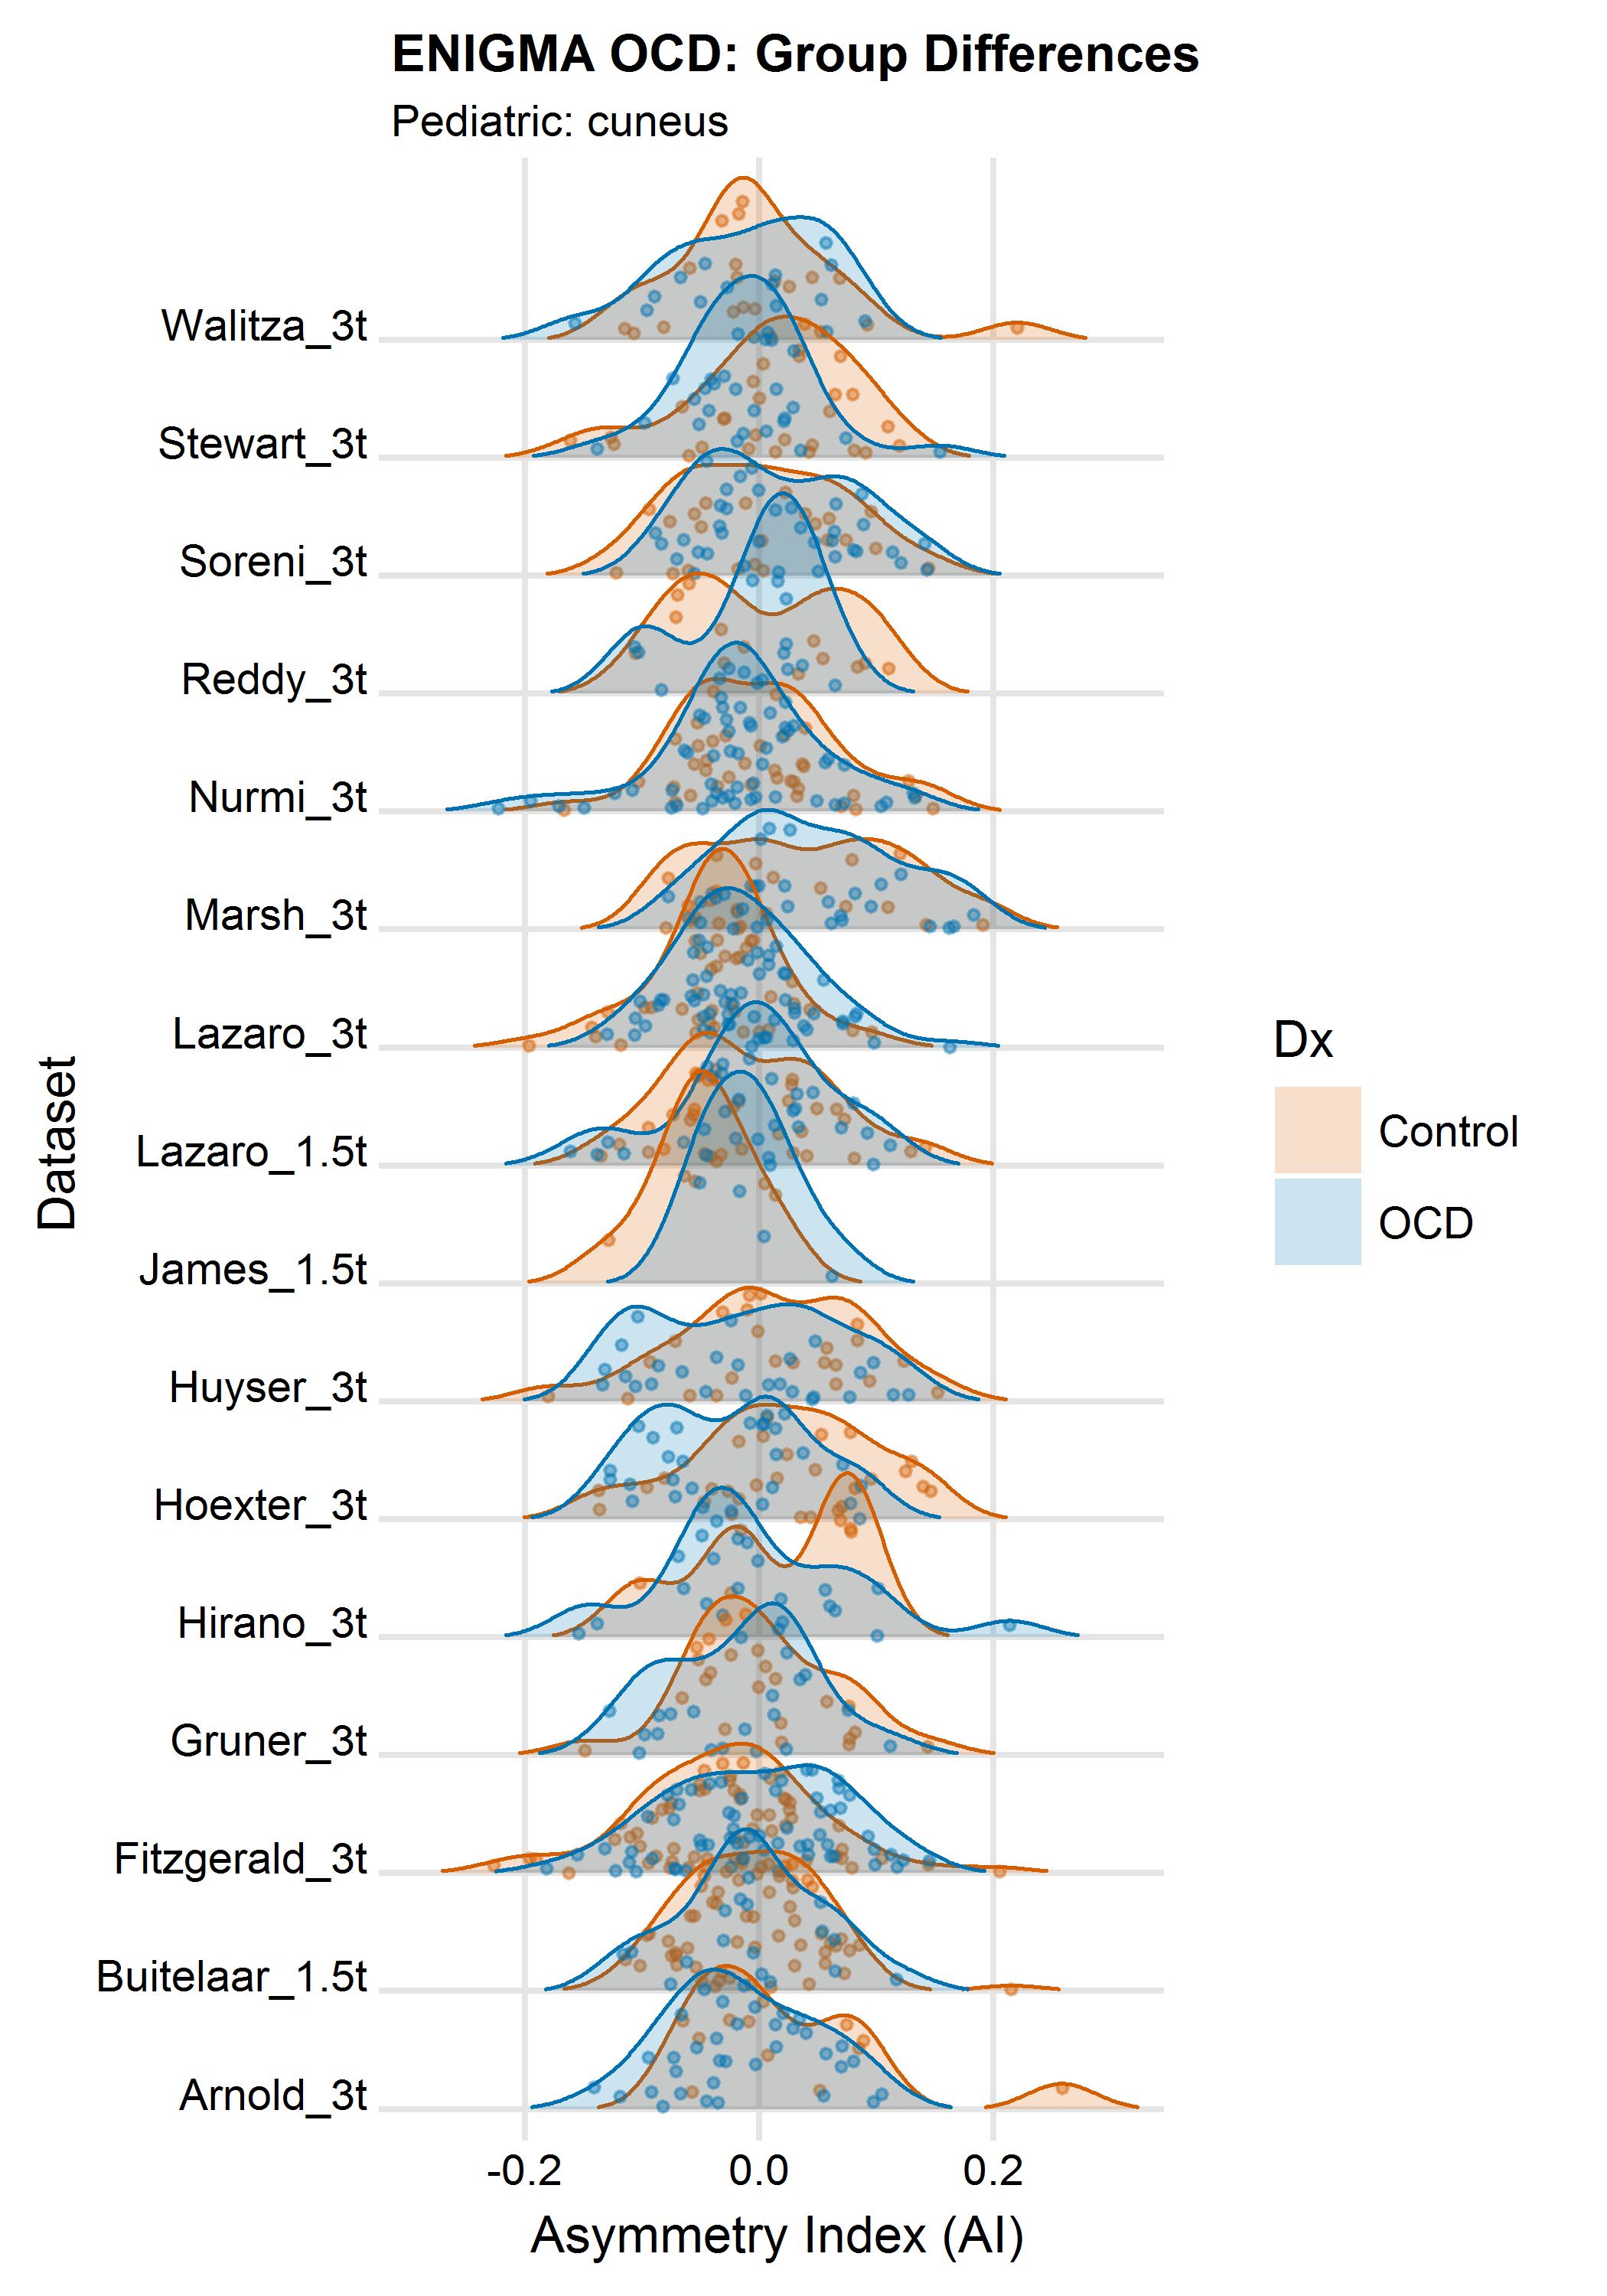 ENIGMA OCD: Group Differences
Pediatric: cuneus
Walitza_3t
Stewart_3t
Soreni_3t
Reddy_3t
Nurmi_3t
Marsh_3t
Lazaro_3t
Lazaro_1.5t
James_1.5t
Huyser_3t
Hoexter_3t
Hirano_3t
Gruner_3t
Fitzgerald_3t
Buitelaar_1.5t
Arnold_3t
Dataset
-0.2
0.0
0.2
Asymmetry Index (AI)
Dx
Control
OCD